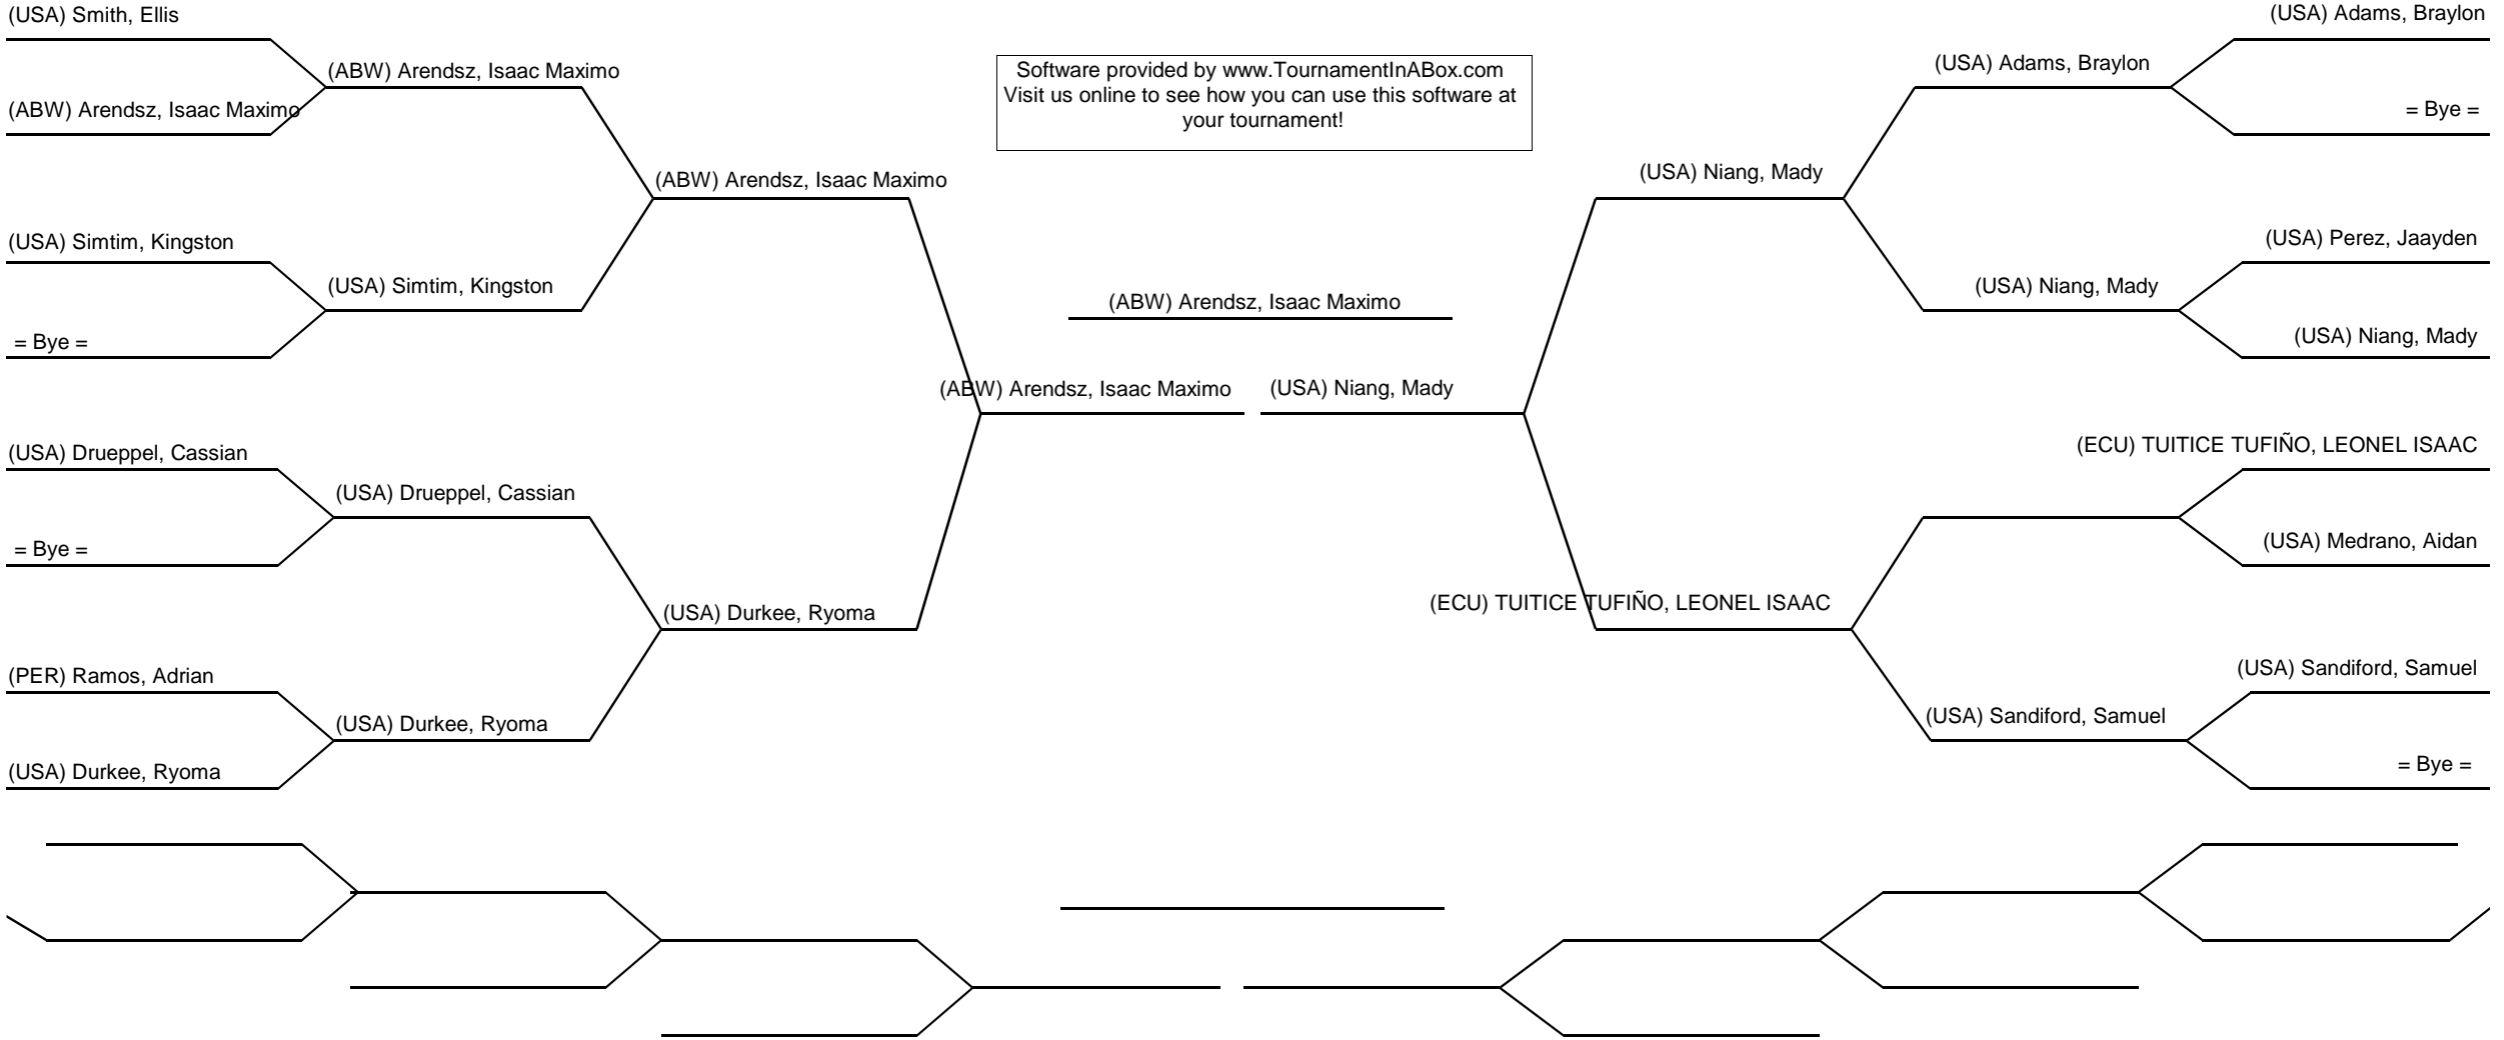 (USA) Smith, Ellis
(ABW) Arendsz, Isaac Maximo
(USA) Simtim, Kingston
= Bye =
(USA) Drueppel, Cassian
= Bye =
(PER) Ramos, Adrian
(USA) Durkee, Ryoma
(ABW) Arendsz, Isaac Maximo
(USA) Simtim, Kingston
(USA) Drueppel, Cassian
(USA) Durkee, Ryoma
(ABW) Arendsz, Isaac Maximo
(USA) Durkee, Ryoma
(ABW) Arendsz, Isaac Maximo
Software provided by www.TournamentInABox.com
Visit us online to see how you can use this software at
your tournament!
(ABW) Arendsz, Isaac Maximo
(USA) Niang, Mady
(USA) Niang, Mady
(ECU) TUITICE TUFIÑO, LEONEL ISAAC
(USA) Adams, Braylon
(USA) Niang, Mady
(USA) Sandiford, Samuel
(USA) Adams, Braylon
= Bye =
(USA) Perez, Jaayden
(USA) Niang, Mady
(ECU) TUITICE TUFIÑO, LEONEL ISAAC
(USA) Medrano, Aidan
(USA) Sandiford, Samuel
= Bye =